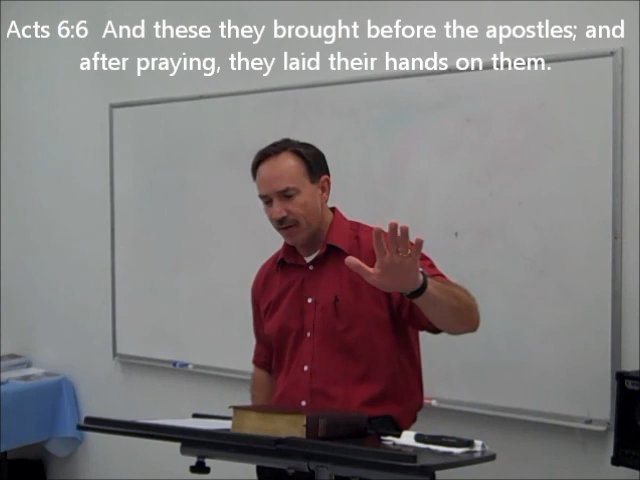 Acts 6:6 And these they brought before the apostles; and
after praying, they laid their hands on them.